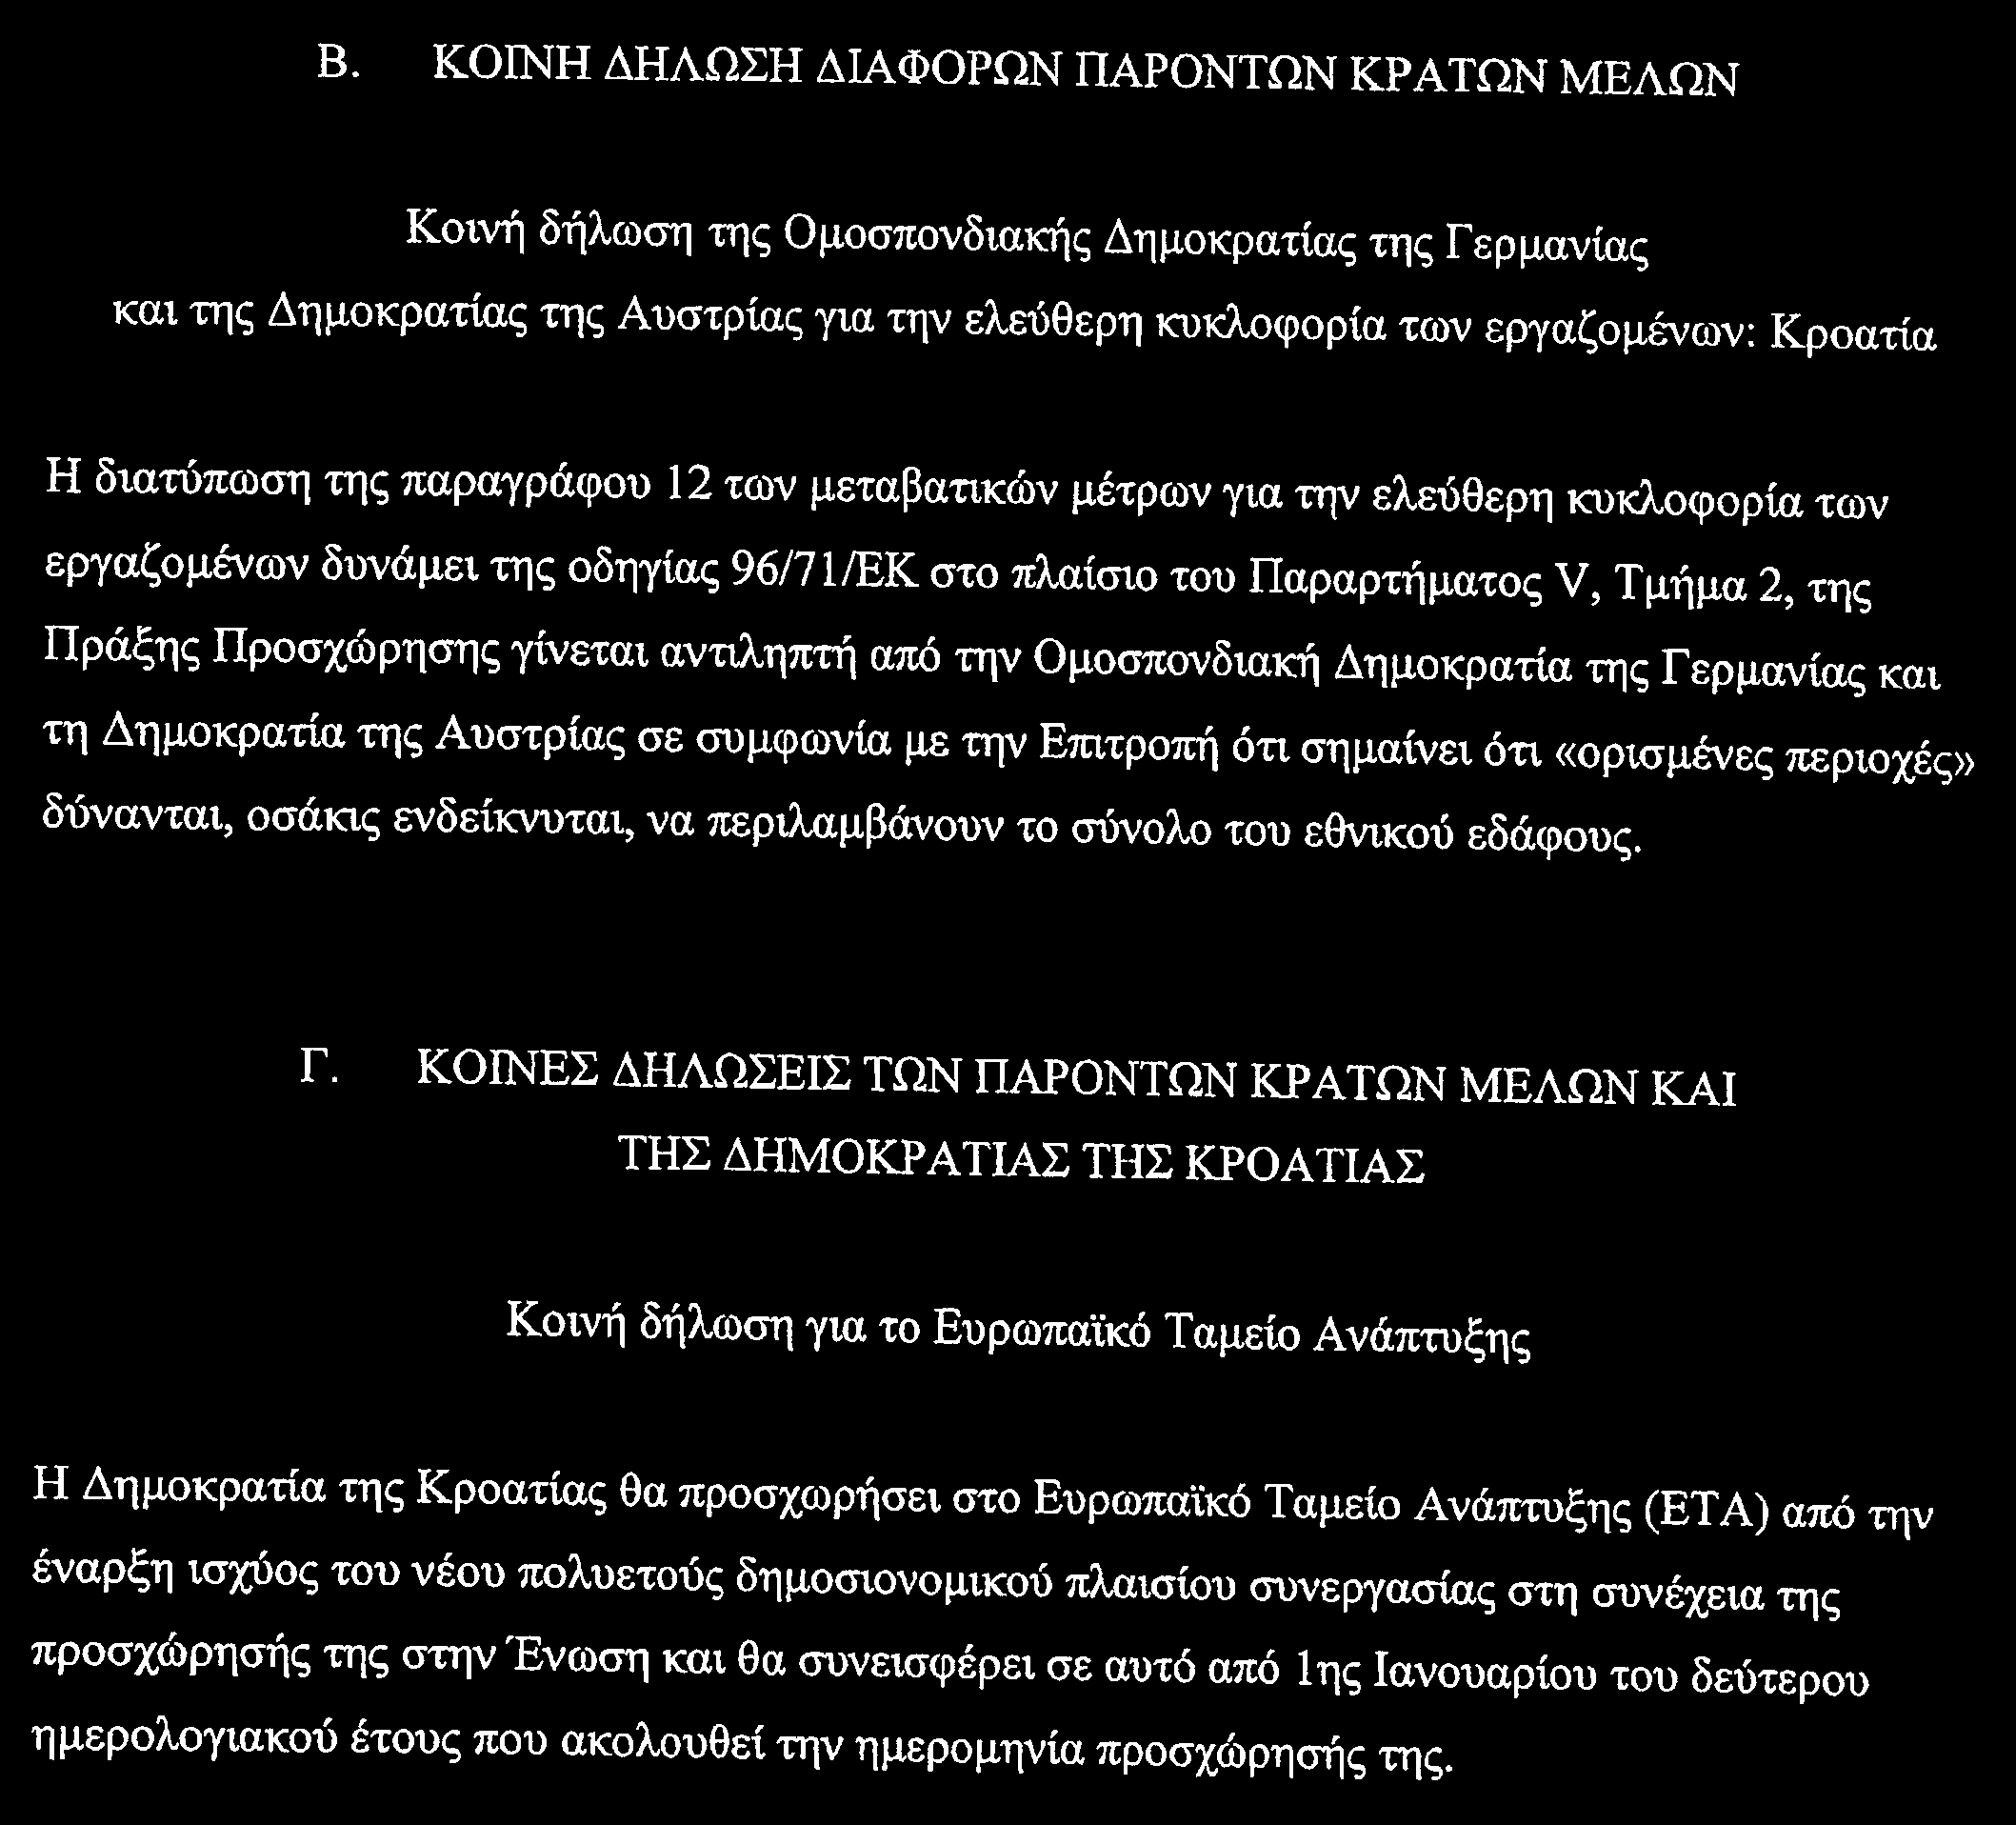 Β. ΚΟΙΝΗ ΔΗΛΩΣΗ ΔΙΑΦΟΡΩΝ ΠΑΡΟΝΤΩΝ ΚΡΑΤΩΝ ΜΕΛΩΝ
Κοινή δήλωση της Ομοσπονδιακής Δημοκρατίας της Γερμανίας
και της Δημοκρατίας της Αυστρίας για την ελεύθερη κυκλοφορία των εργαζομένων: Κροατία
Η διατύπωση της παραγράφου 12 των μεταβατικών μέτρων για την ελεύθερη κυκλοφορία των
εργαζομένων δυνάμει της οδηγίας 96/71/ΕΚ στο πλαίσιο του Παραρτήματος V, Τμήμα 2, της
Πράξης Προσχώρησης γίνεται αντιληπτή από την Ομοσπονδιακή Δημοκρατία της Γερμανίας και
τη Δημοκρατία της Αυστρίας σε συμφωνία με την Επιτροπή ότι σημαίνει ότι «ορισμένες περιοχές»
δύνανται, οσάκις ενδείκνυται, να περιλαμβάνουν το σύνολο του εθνικού εδάφους.
Γ. ΚΟΙΝΕΣ ΔΗΛΩΣΕΙΣ ΤΩΝ ΠΑΡΟΝΤΩΝ ΚΡΑΤΩΝ ΜΕΛΩΝ ΚΑΙ
ΤΗΣ ΔΗΜΟΚΡΑΤΙΑΣ ΤΗΣ ΚΡΟΑΤΙΑΣ
Κοινή δήλωση για το Ευρωπαϊκό Ταμείο Ανάπτυξης
Η Δημοκρατία της Κροατίας θα προσχωρήσει στο Ευρωπαϊκό Ταμείο Ανάπτυξης (ΕΤΑ) από την
έναρξη ισχύος του νέου πολυετούς δημοσιονομικού πλαισίου συνεργασίας στη συνέχεια της
προσχώρησής της στην Ένωση και θα συνεισφέρει σε αυτό από 1ης Ιανουαρίου του δεύτερου
ημερολογιακού έτους που ακολουθεί την ημερομηνία προσχώρησής της.